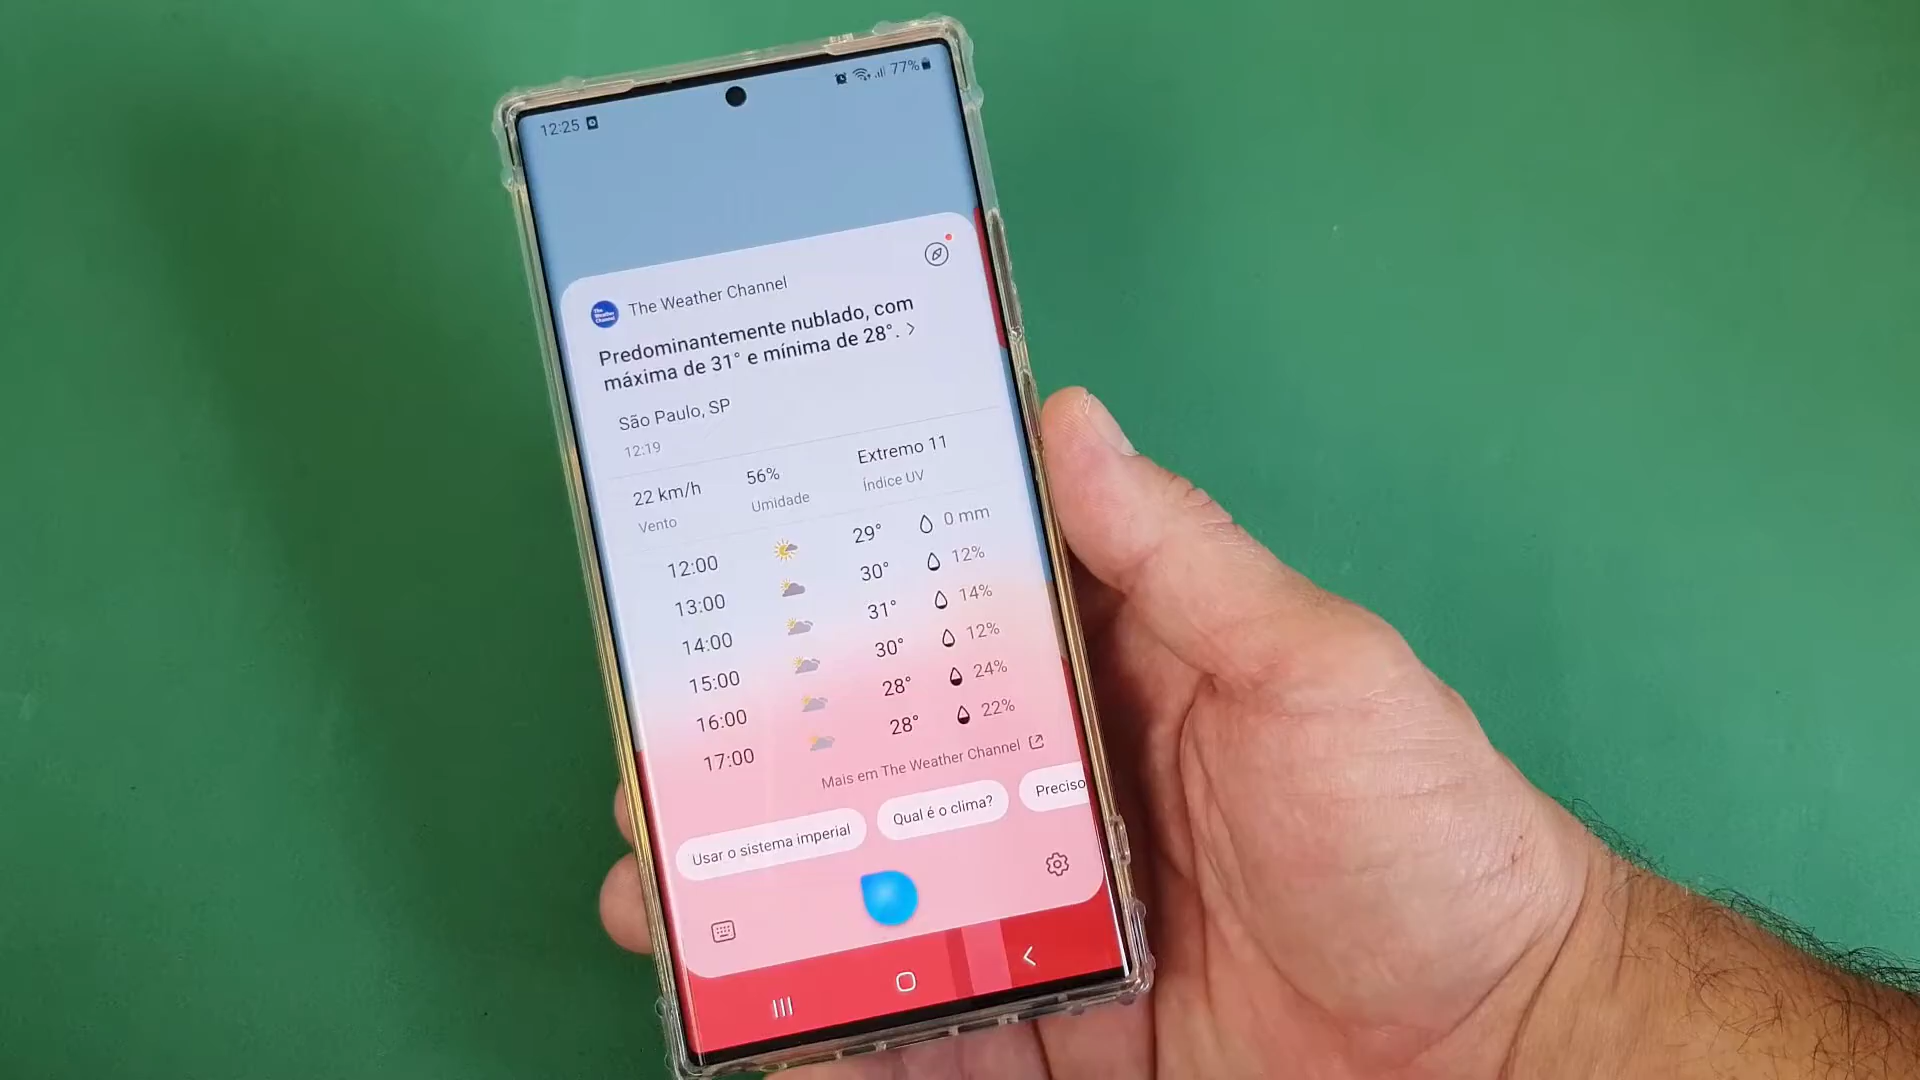 12:25
77%
The Weather Channel
The Weather Channel
Predominantemente nublado, com
máxima de 31° e mínima de 28°. >
São Paulo, SP
12:19
22 km/h 56% Extremo 11
Vento Umidade Índice UV
12:00 29° 0 mm
13:00 30° 12%
14:00 31° 14%
15:00 30° 12%
16:00 28° 24%
17:00 28° 22%
Mais em The Weather Channel
Usar o sistema imperial
Qual é o clima?
Preciso